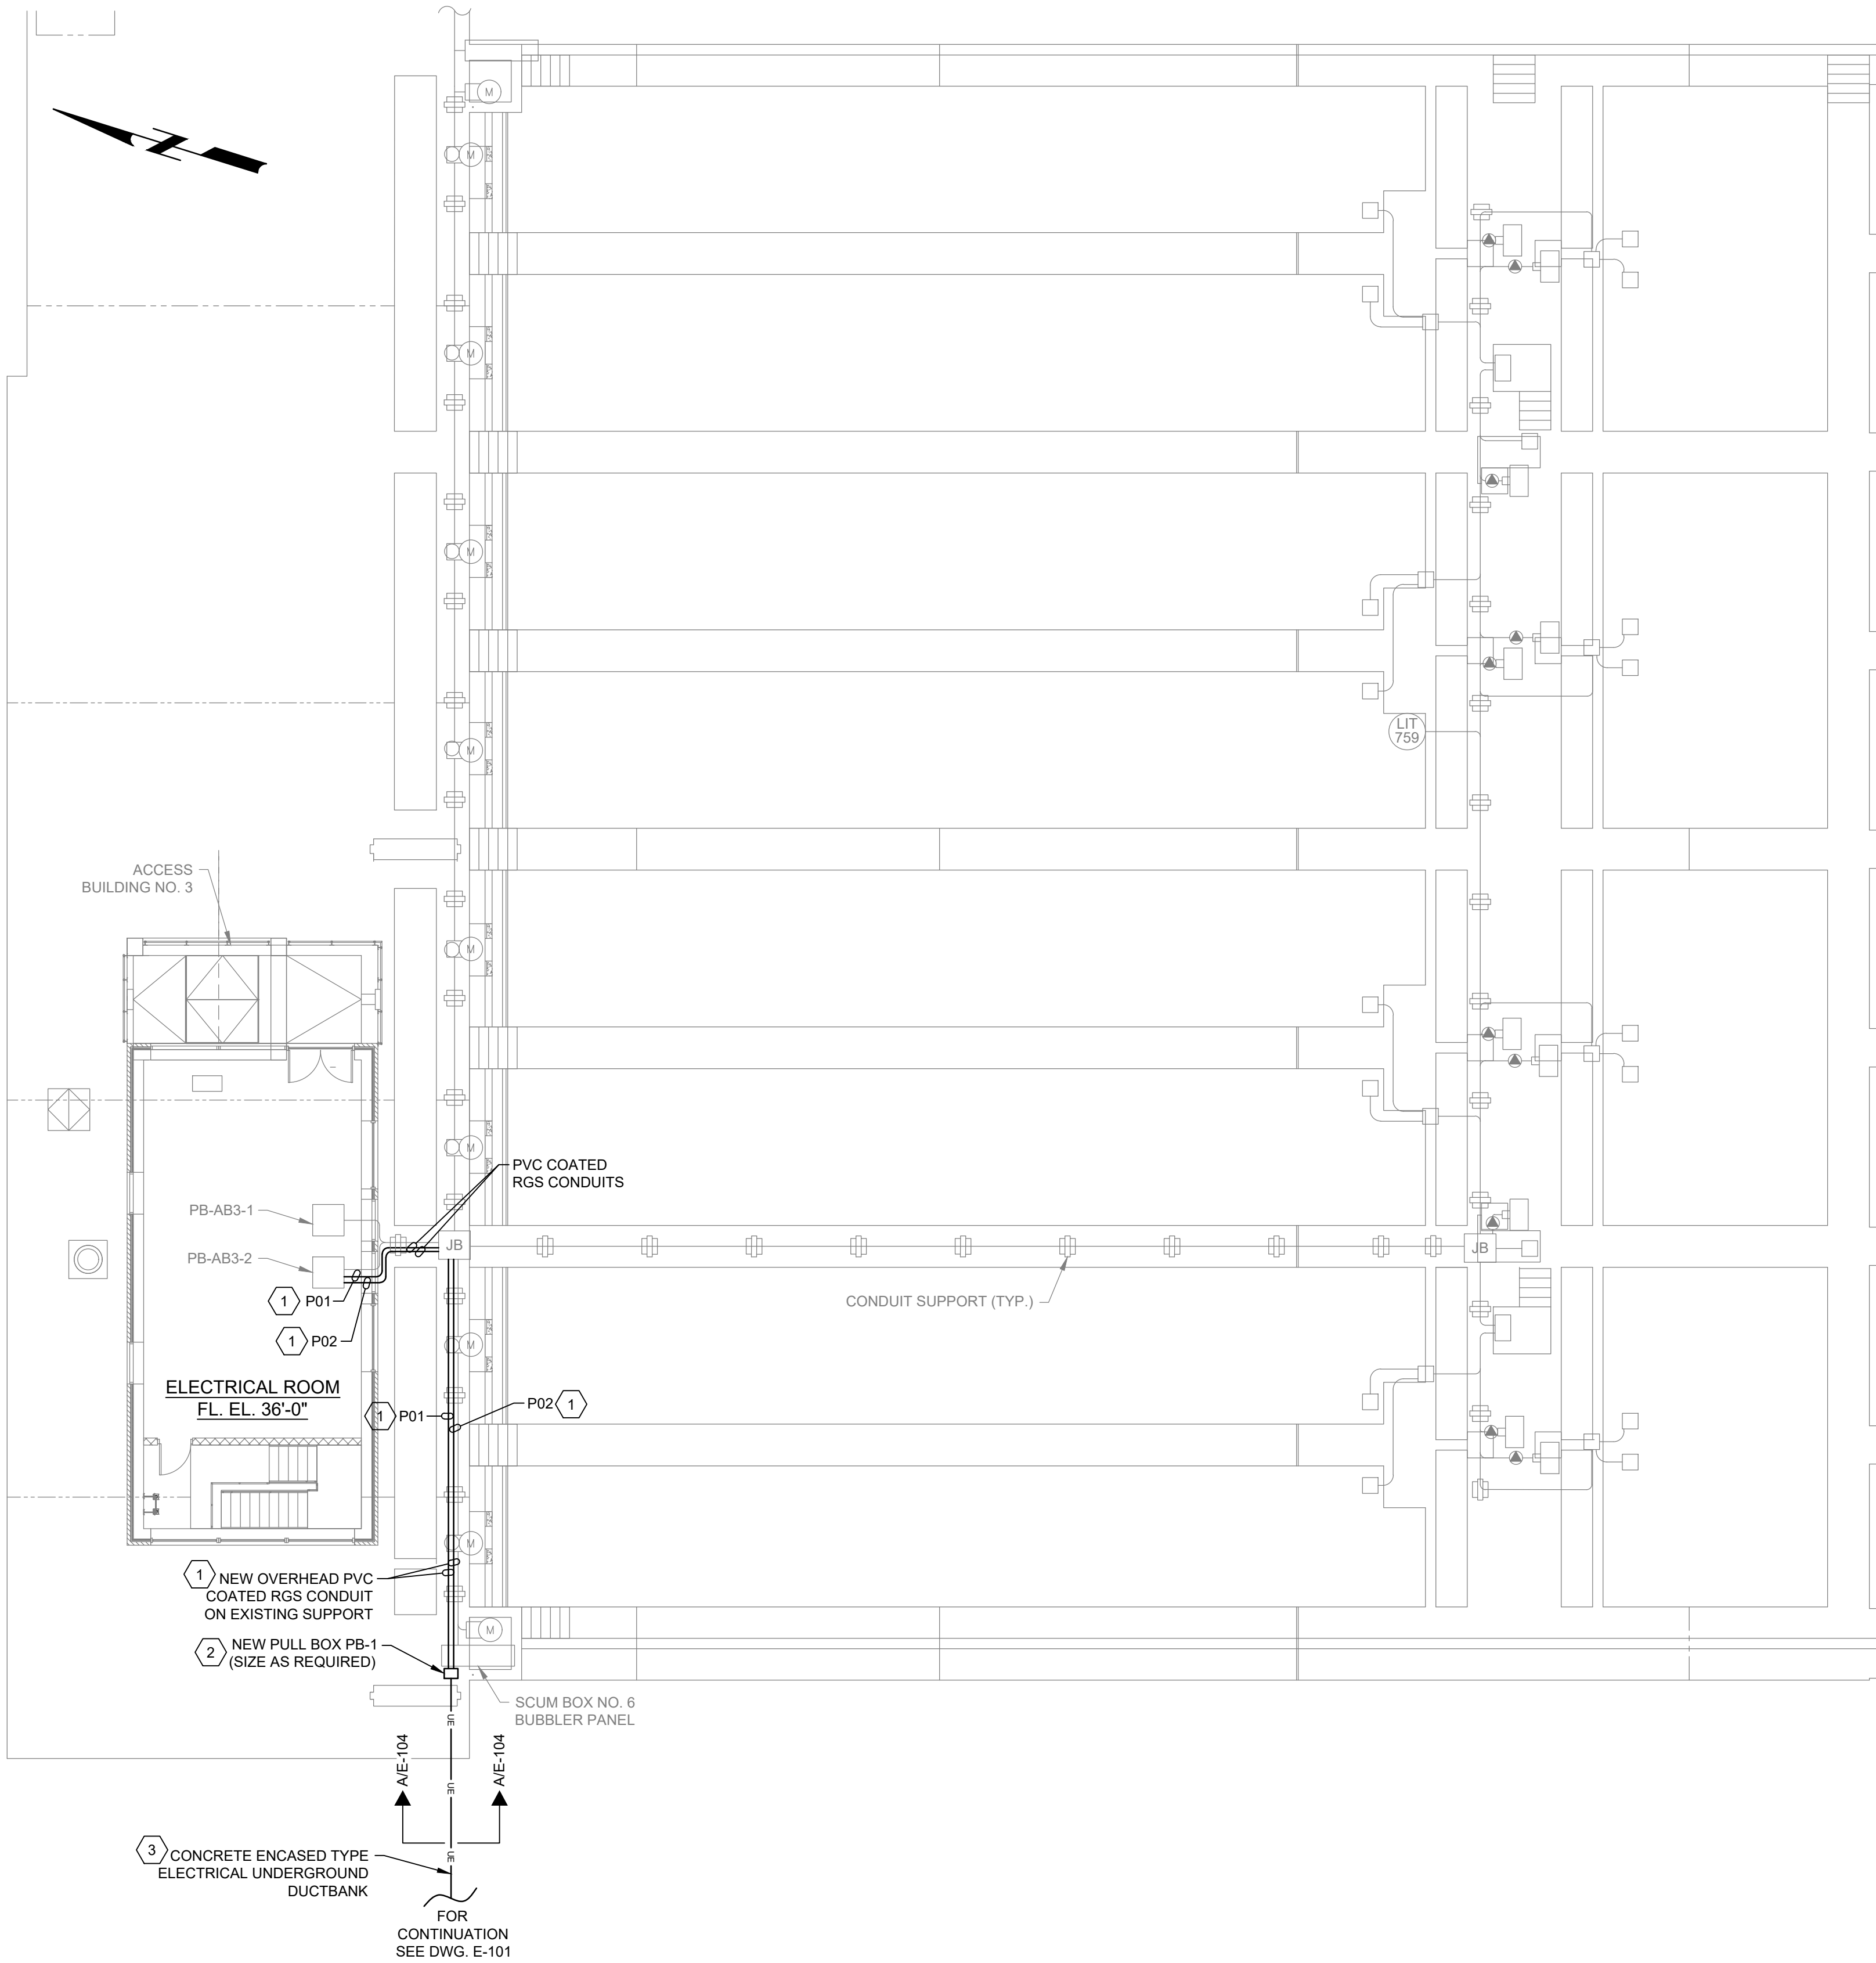 M
M
M
M
M
LIT
759
ACCESS
BUILDING NO. 3
M
M
PVC COATED
RGS CONDUITS
PB-AB3-1
JB
JB
PB-AB3-2
1 P01
CONDUIT SUPPORT (TYP.)
1 P02
M
ELECTRICAL ROOM
FL. EL. 36'-0"
1 P01
P02 1
M
1 NEW OVERHEAD PVC
COATED RGS CONDUIT
ON EXISTING SUPPORT
M
2 NEW PULL BOX PB-1
(SIZE AS REQUIRED)
SCUM BOX NO. 6
BUBBLER PANEL
UE
A/E-104
A/E-104
UE
UE
3 CONCRETE ENCASED TYPE
ELECTRICAL UNDERGROUND
DUCTBANK
FOR
CONTINUATION
SEE DWG. E-101